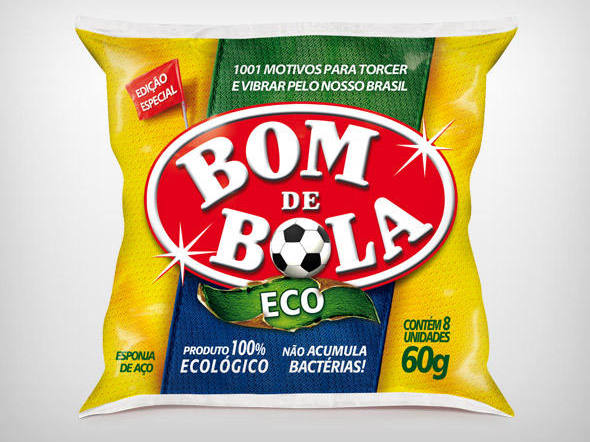 EDIÇÃO
ESPECIAL
1001 MOTIVOS PARA TORCER
E VIBRAR PELO NOSSO BRASIL
BOM
DE
BOLA
ECO
ESPONJA
DE AÇO
PRODUTO 100%
ECOLÓGICO
NÃO ACUMULA
BACTÉRIAS!
CONTÉM 8
UNIDADES
60g